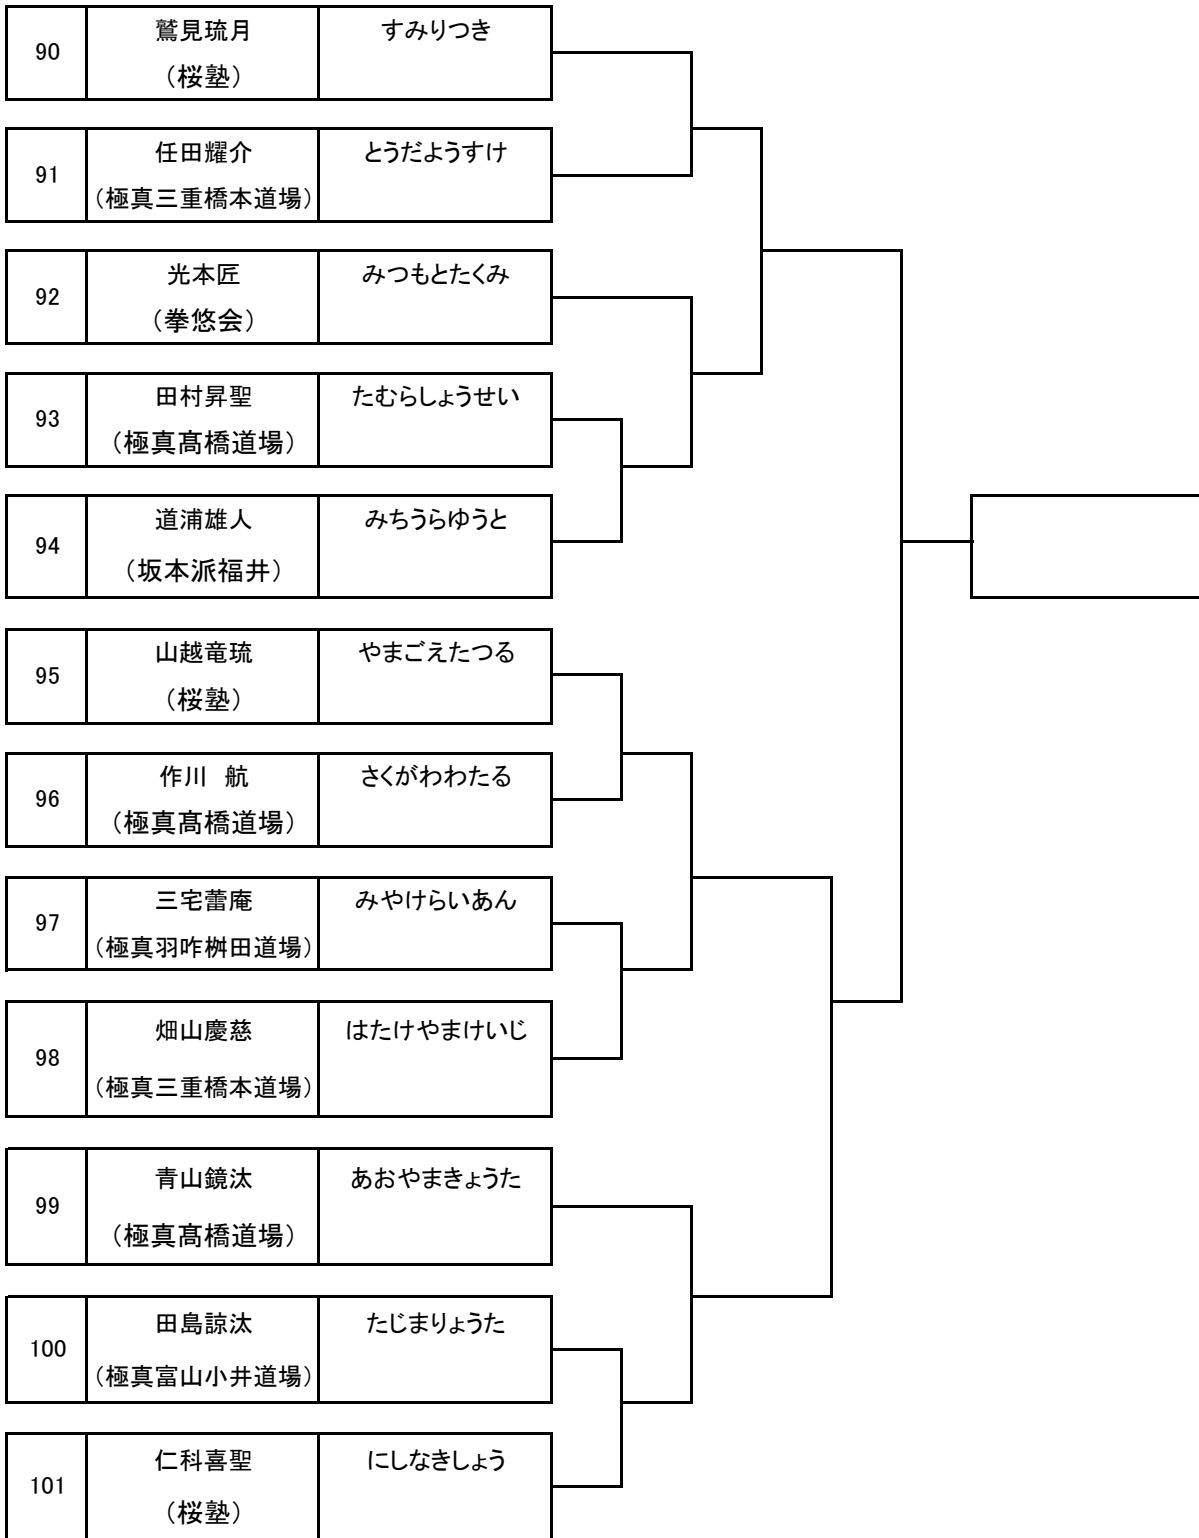 90
鷲見琉月
（桜塾）
すみりつき
91
任田耀介
（極真三重橋本道場）
とうだようすけ
92
光本匠
（拳悠会）
みつもとたくみ
93
田村昇聖
（極真髙橋道場）
たむらしょうせい
94
道浦雄人
（坂本派福井）
みちうらゆうと
95
山越竜琉
（桜塾）
やまごえたつる
96
作川　航
（極真髙橋道場）
さくがわわたる
97
三宅蕾庵
（極真羽咋桝田道場）
みやけらいあん
98
畑山慶慈
（極真三重橋本道場）
はたけやまけいじ
99
青山鏡汰
（極真髙橋道場）
あおやまきょうた
100
田島諒汰
（極真富山小井道場）
たじまりょうた
101
仁科喜聖
（桜塾）
にしなきしょう